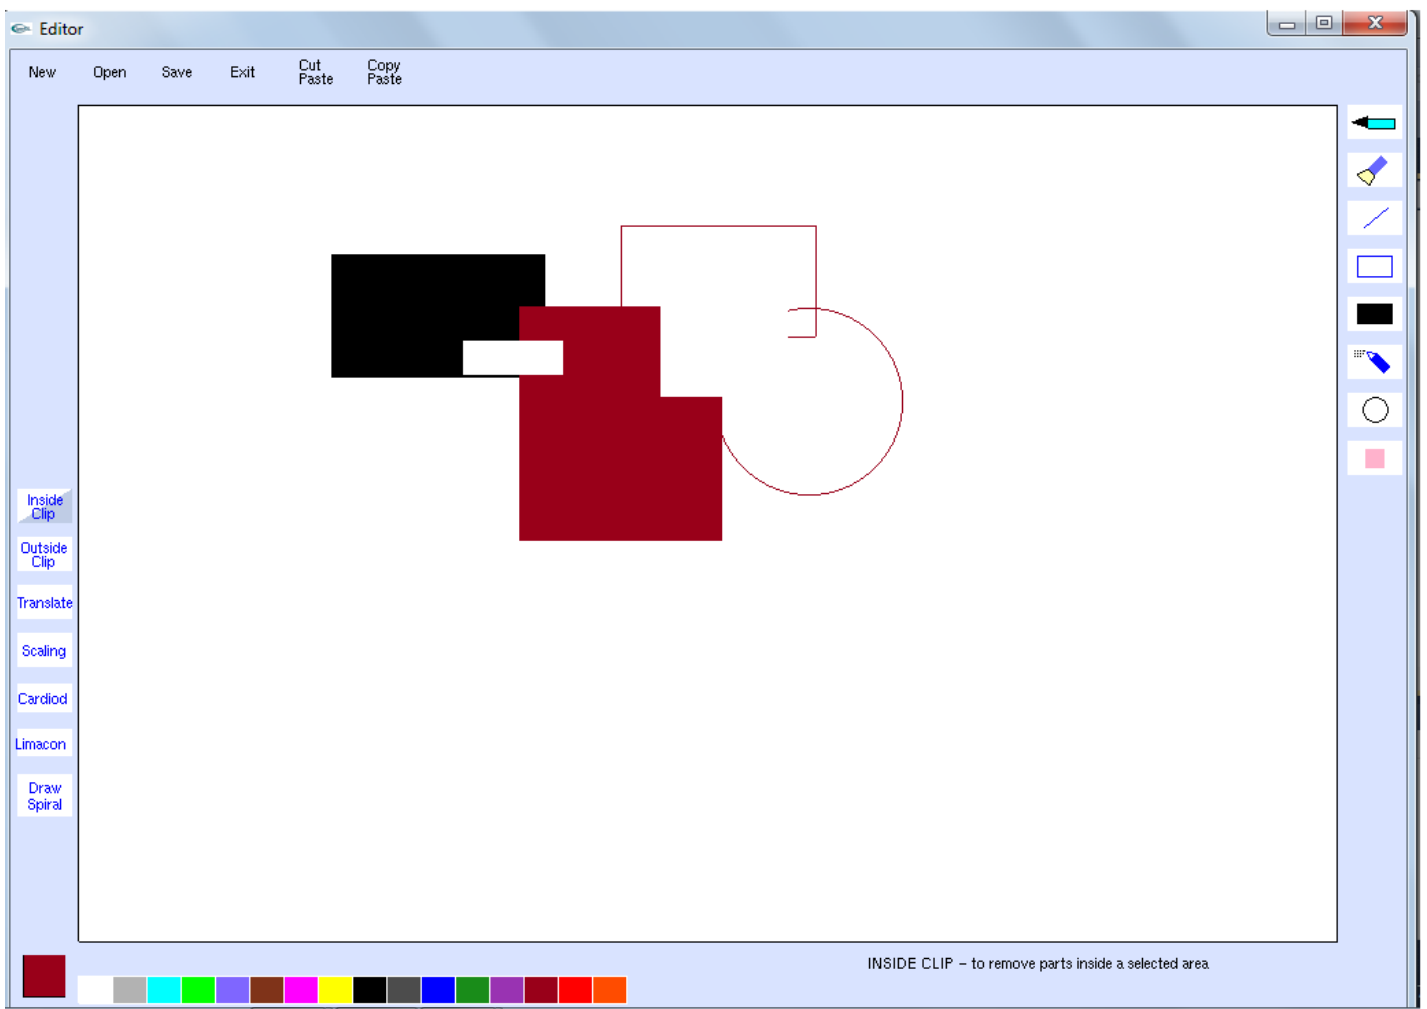 Editor
New
Open
Save
Exit
Cut
Paste
Copy
Paste
Inside
Clip
Outside
Clip
Translate
Scaling
Cardiod
Limacon
Draw
Spiral
INSIDE CLIP - to remove parts inside a selected area